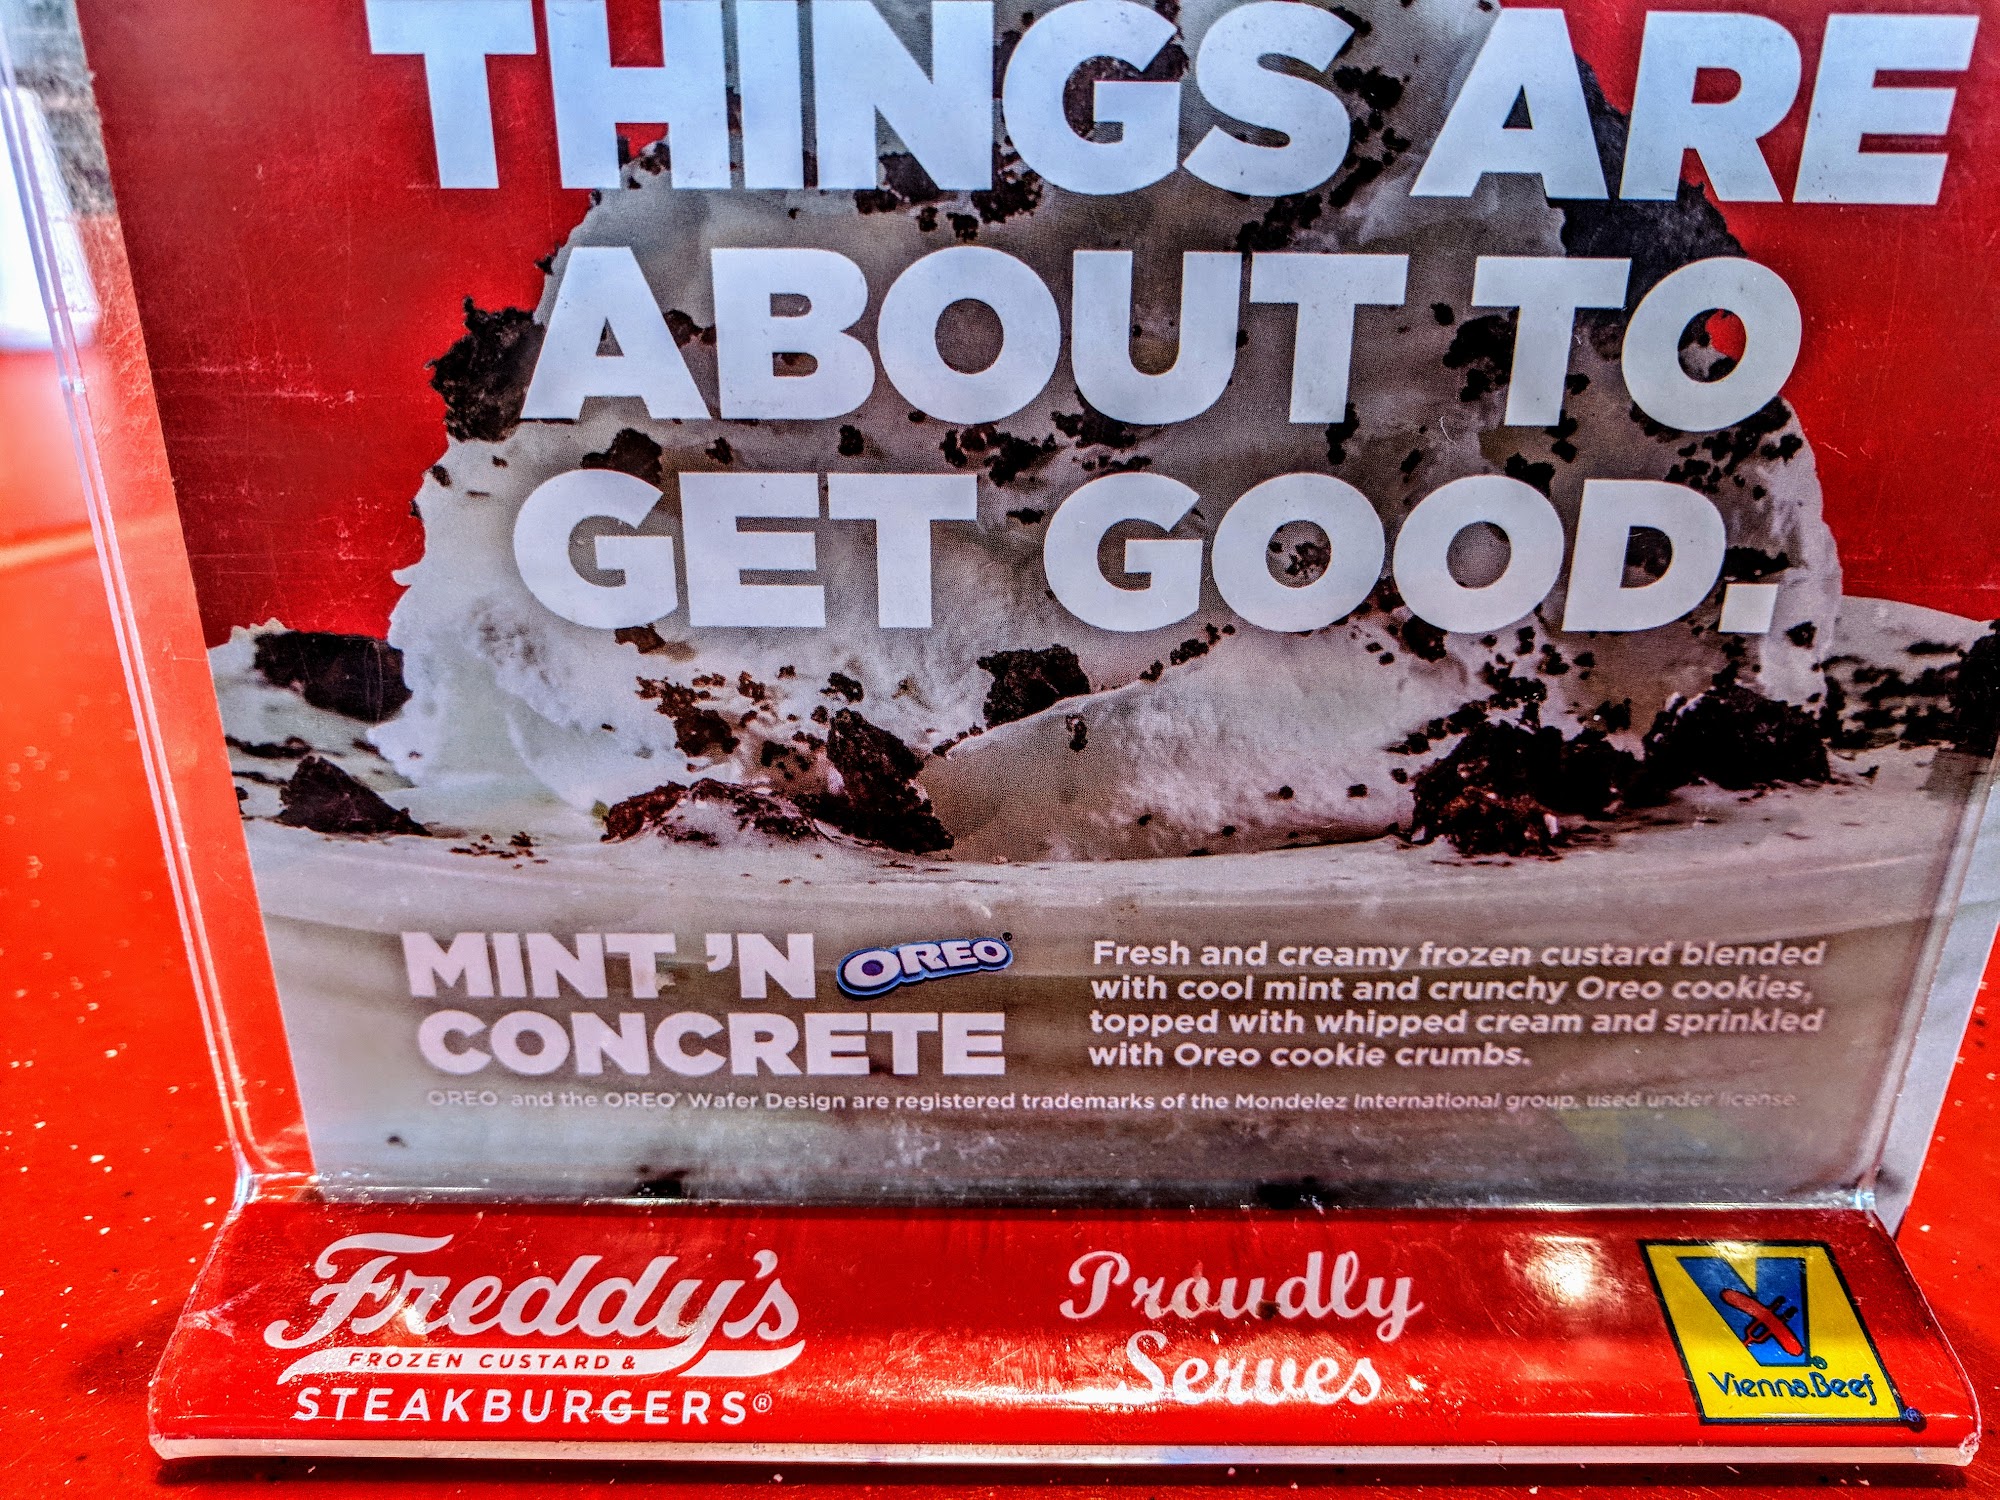 THINGS ARE
ABOUT TO
GET GOOD.
MINT 'N OREO
CONCRETE
Fresh and creamy frozen custard blended
with cool mint and crunchy Oreo cookies,
topped with whipped cream and sprinkled
with Oreo cookie crumbs.
OREO and the OREO® Wafer Design are registered trademarks of the Mondelez International group, used under license.
Freddy's
FROZEN CUSTARD &
STEAKBURGERS®
Proudly
Serves
Vienna Beef®